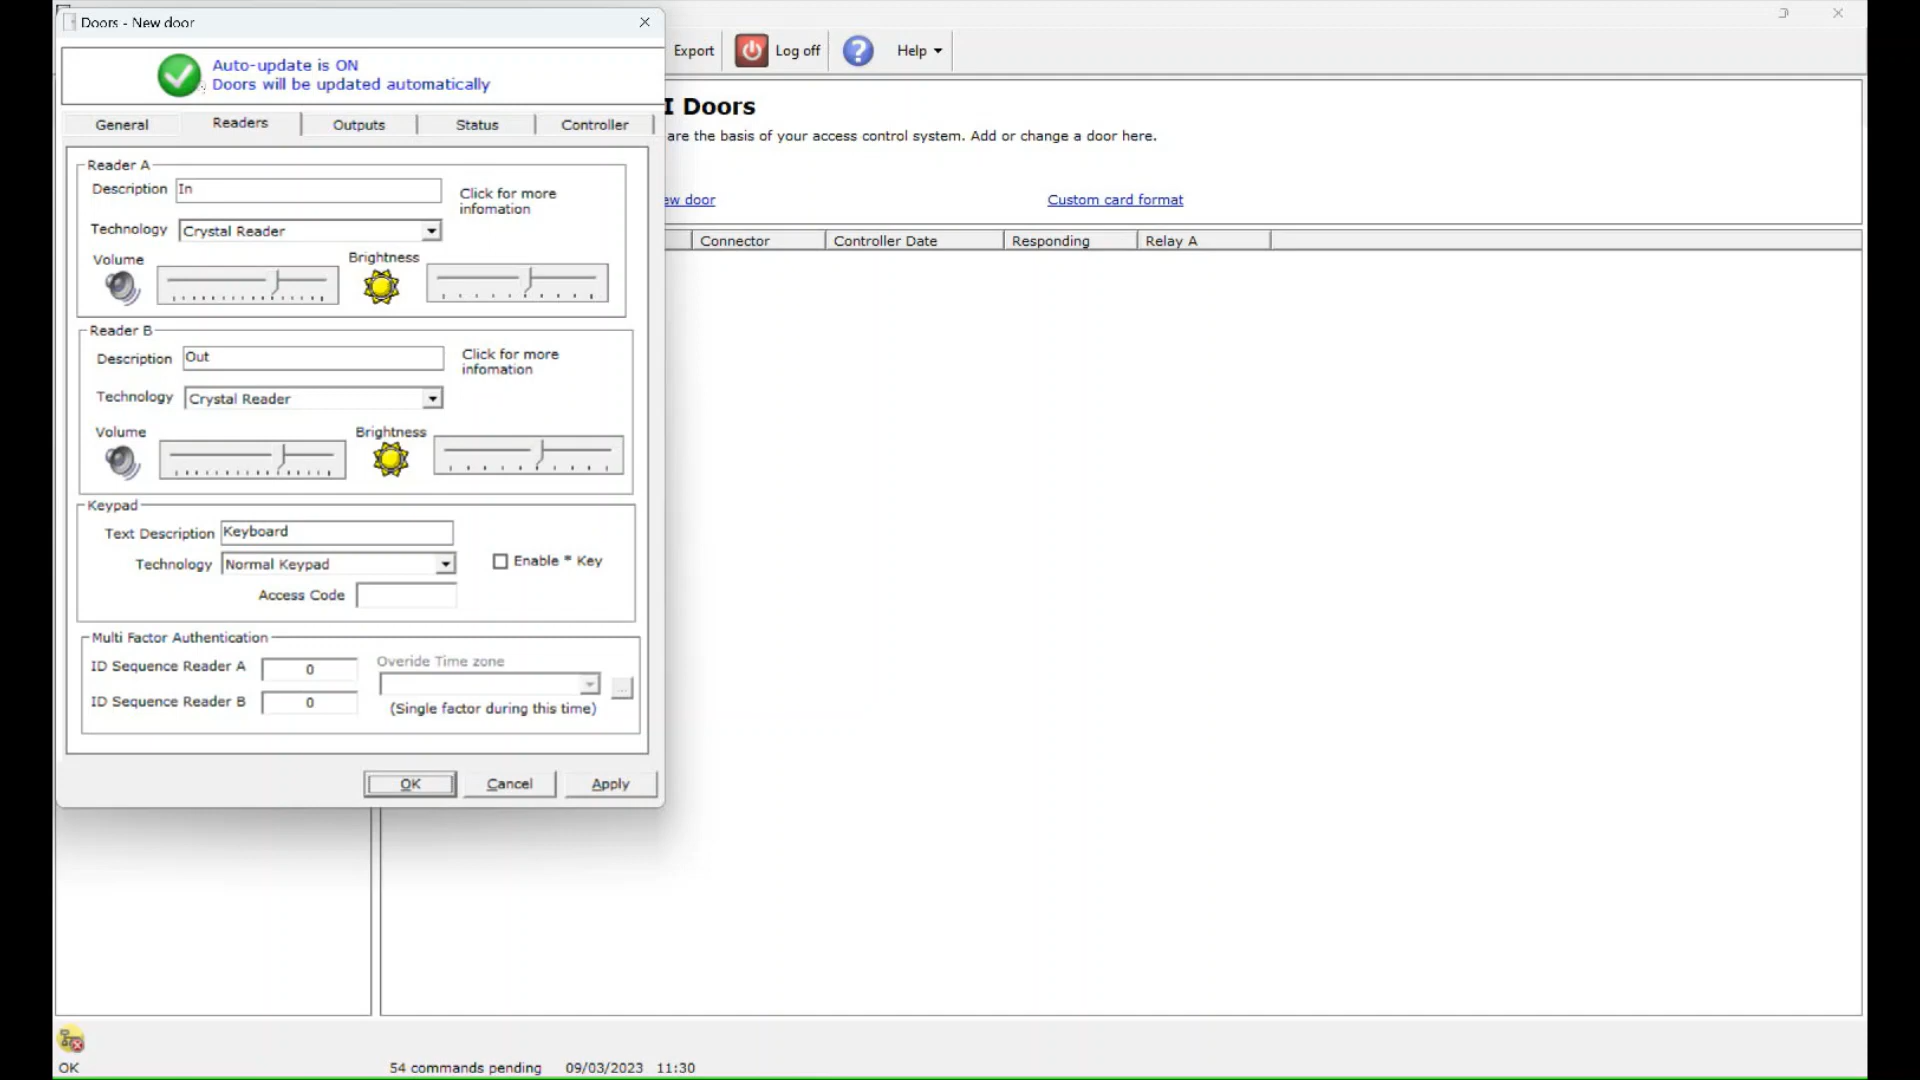 Doors - New door
Export
Log off
Help
Auto-update is ON
Doors will be updated automatically
General
Readers
Outputs
Status
Controller
I Doors
are the basis of your access control system. Add or change a door here.
ew door
Custom card format
Connector
Controller Date
Responding
Relay A
Reader A
Description
In
Click for more
infomation
Technology
Crystal Reader
Volume
Brightness
Reader B
Description
Out
Click for more
infomation
Technology
Crystal Reader
Volume
Brightness
Keypad
Text Description
Keyboard
Technology
Normal Keypad
Enable * Key
Access Code
Multi Factor Authentication
ID Sequence Reader A
0
Overide Time zone
...
ID Sequence Reader B
0
(Single factor during this time)
OK
Cancel
Apply
OK
54 commands pending
09/03/2023
11:30